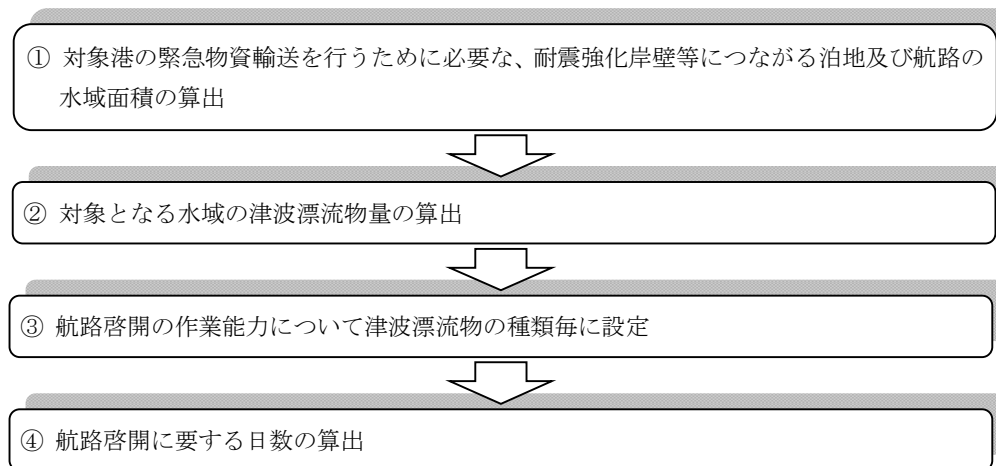 ① 対象港の緊急物資輸送を行うために必要な、耐震強化岸壁等につながる泊地及び航路の
水域面積の算出
② 対象となる水域の津波漂流物量の算出
③ 航路啓開の作業能力について津波漂流物の種類毎に設定
④ 航路啓開に要する日数の算出